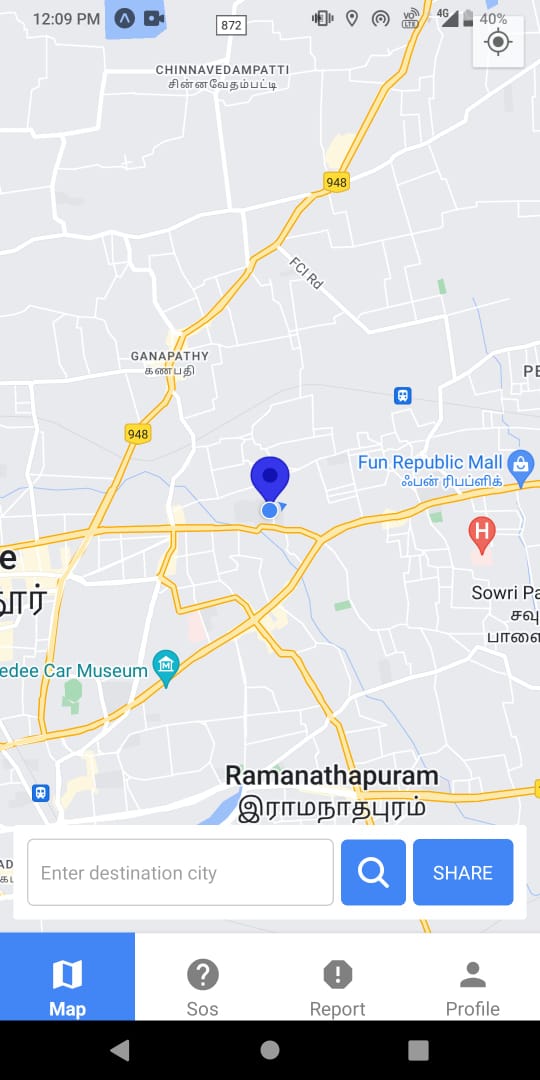 12:09 PM
872
4G
40%
CHINNAVEDAMPATTI
சின்னவேதம்பட்டி
948
FCI Rd
GANAPATHY
கணபதி
PE
948
Fun Republic Mall
ஃபன் ரிபப்ளிக்
H
e
தூர்
Sowri Pa
சவு
பாளை
edee Car Museum
Ramanathapuram
இராமநாதபுரம்
AD
Enter destination city
SHARE
Map
Sos
Report
Profile